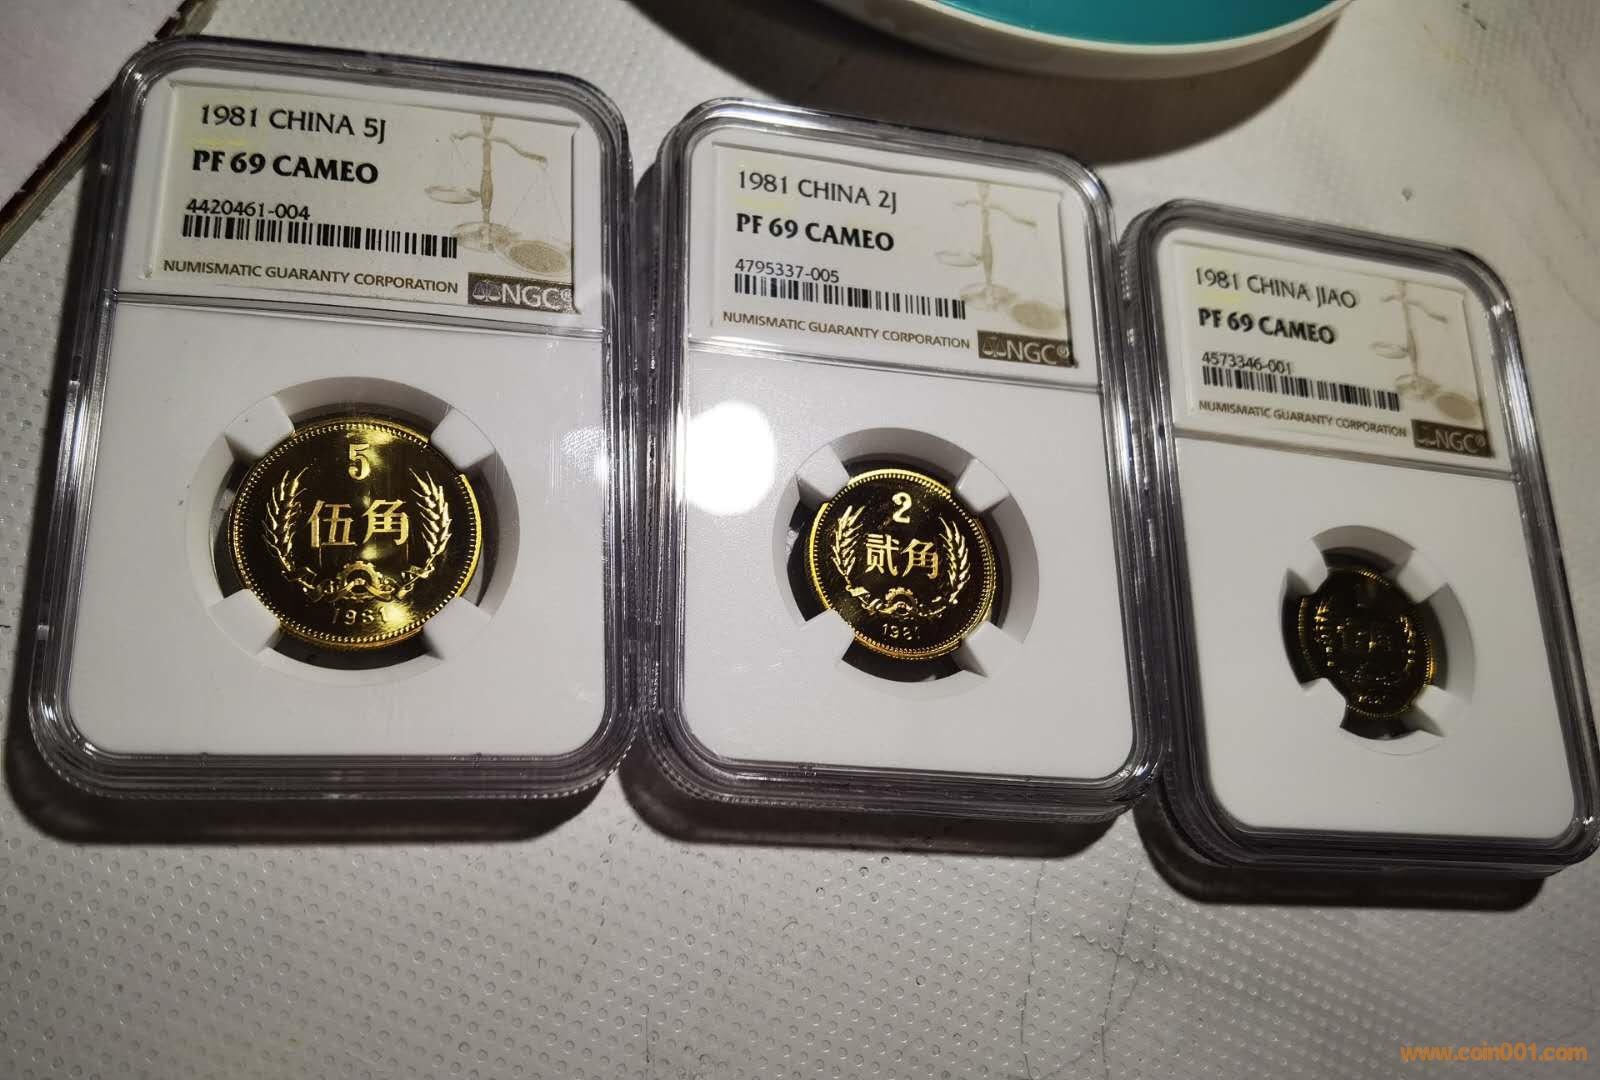 1981 CHINA 5J
PF 69 CAMEO
4420461-004
NUMISMATIC GUARANTY CORPORATION
NGC®
5
伍角
1981
1981 CHINA 2J
PF 69 CAMEO
4795337-005
NUMISMATIC GUARANTY CORPORATION
NGC®
2
贰角
1981
1981 CHINA JIAO
PF 69 CAMEO
4573346-001
NUMISMATIC GUARANTY CORPORATION
NGC®
www.coin001.com